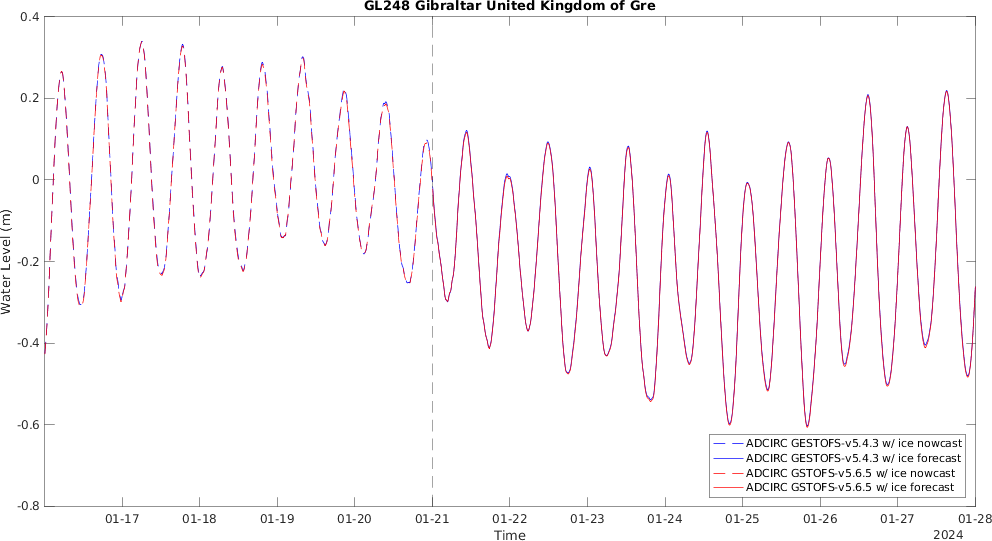 GL248 Gibraltar United Kingdom of Gre
0.4
0.2
0
-0.2
-0.4
-0.6
-0.8
Water Level (m)
ADCIRC GESTOFS-v5.4.3 w/ ice nowcast
ADCIRC GESTOFS-v5.4.3 w/ ice forecast
ADCIRC GSTOFS-v5.6.5 w/ ice nowcast
ADCIRC GSTOFS-v5.6.5 w/ ice forecast
01-17 01-18 01-19 01-20 01-21 01-22 01-23 01-24 01-25 01-26 01-27 01-28
Time
2024